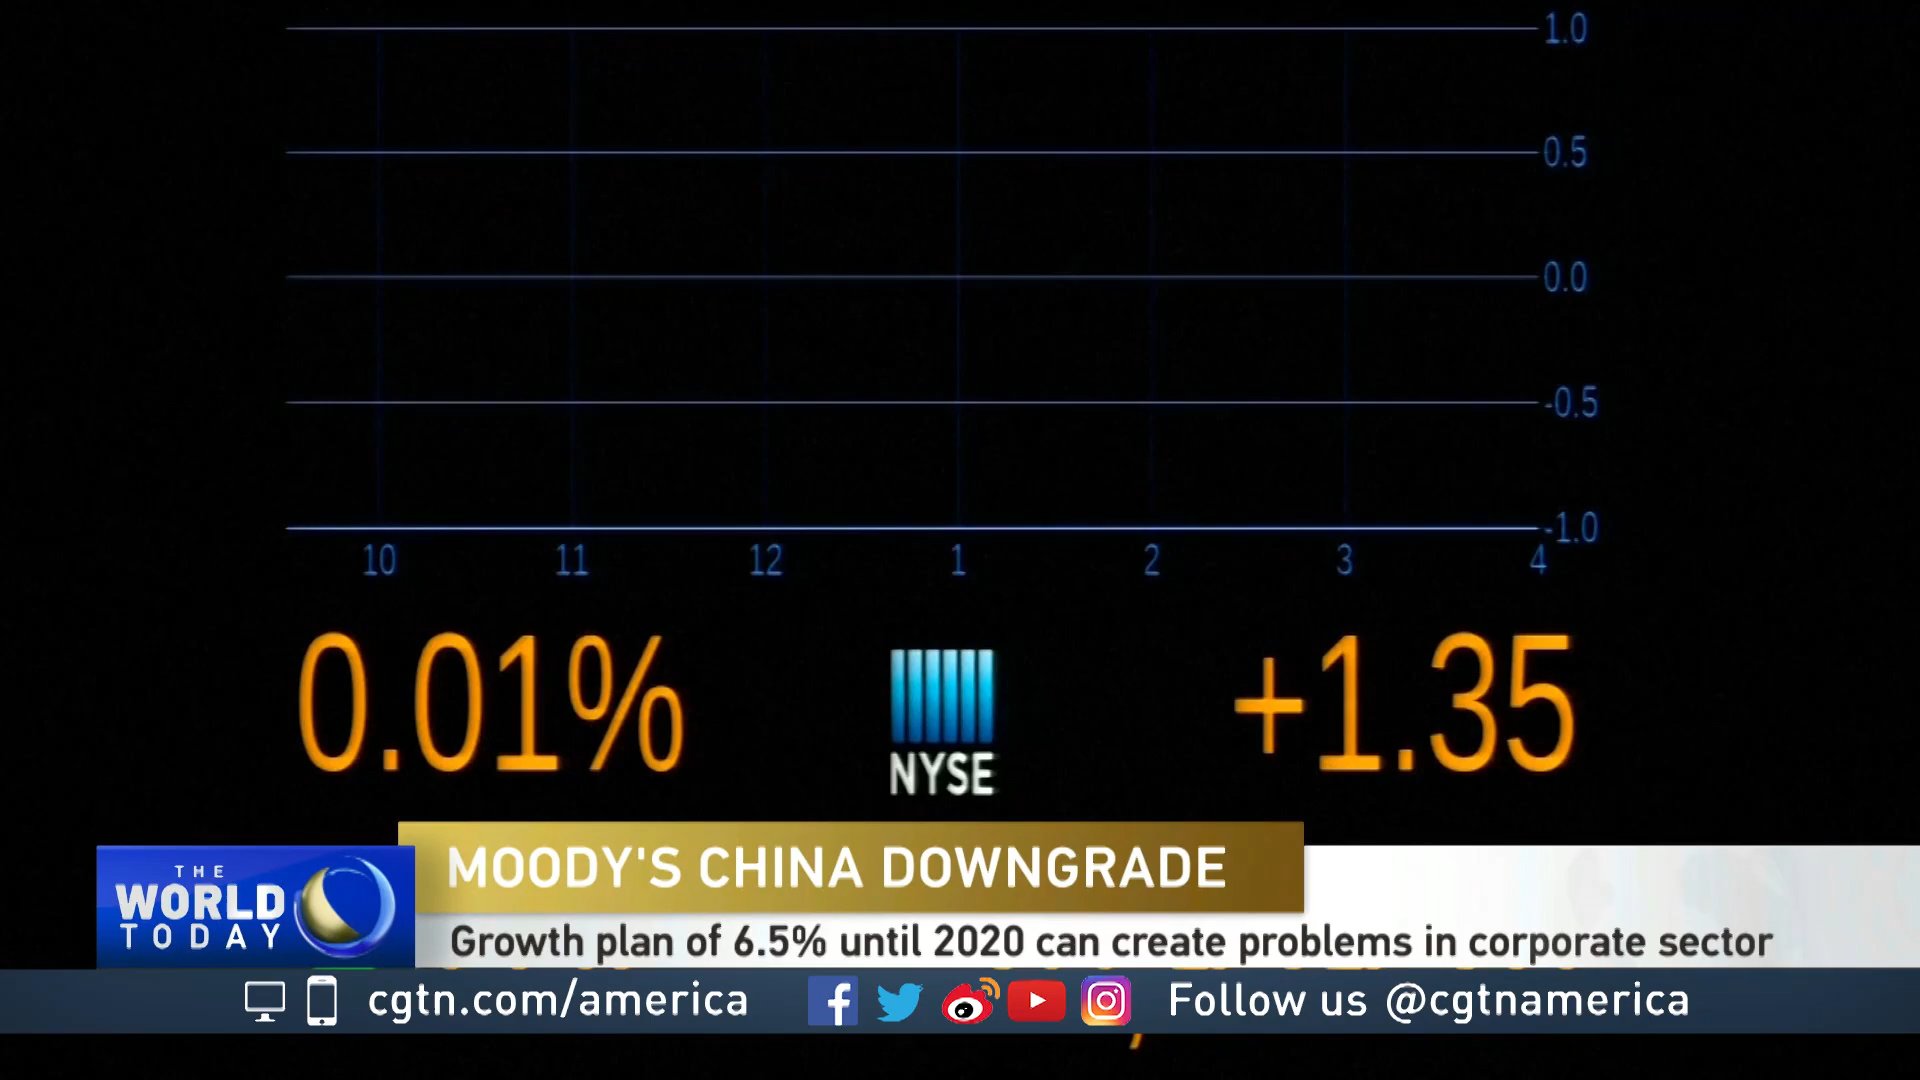 1.0
0.5
0.0
-0.5
-1.0
10 11 12 1 2 3 4
0.01%
+1.35
NYSE
MOODY'S CHINA DOWNGRADE
THE
WORLD
TODAY
Growth plan of 6.5% until 2020 can create problems in corporate sector
cgtn.com/america
Follow us @cgtnamerica